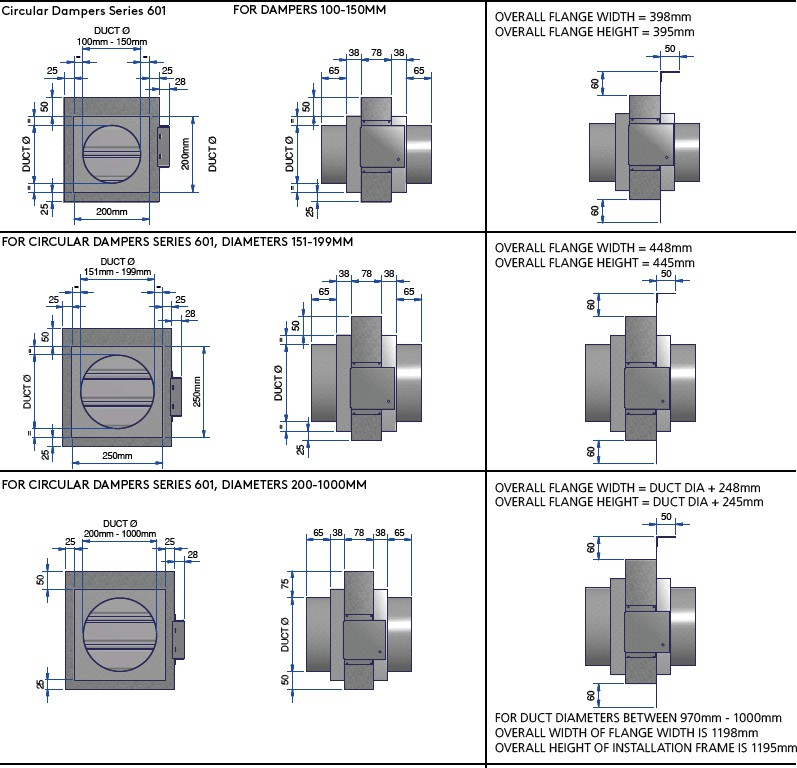 Circular Dampers Series 601
FOR DAMPERS 100-150MM
DUCT Ø
100mm - 150mm
=
=
25
25
28
50
=
DUCT Ø
=
25
200mm
200mm
DUCT Ø
38
78
38
65
65
50
=
DUCT Ø
=
25
OVERALL FLANGE WIDTH = 398mm
OVERALL FLANGE HEIGHT = 395mm
50
60
60
FOR CIRCULAR DAMPERS SERIES 601, DIAMETERS 151-199MM
DUCT Ø
151mm - 199mm
=
=
25
25
28
50
=
DUCT Ø
=
25
250mm
250mm
38
78
38
65
65
50
=
DUCT Ø
=
25
OVERALL FLANGE WIDTH = 448mm
OVERALL FLANGE HEIGHT = 445mm
50
60
60
FOR CIRCULAR DAMPERS SERIES 601, DIAMETERS 200-1000MM
DUCT Ø
200mm - 1000mm
25
25
28
50
25
65
38
78
38
65
75
DUCT Ø
50
OVERALL FLANGE WIDTH = DUCT DIA + 248mm
OVERALL FLANGE HEIGHT = DUCT DIA + 245mm
50
60
60
FOR DUCT DIAMETERS BETWEEN 970mm - 1000mm
OVERALL WIDTH OF FLANGE WIDTH IS 1198mm
OVERALL HEIGHT OF INSTALLATION FRAME IS 1195mm